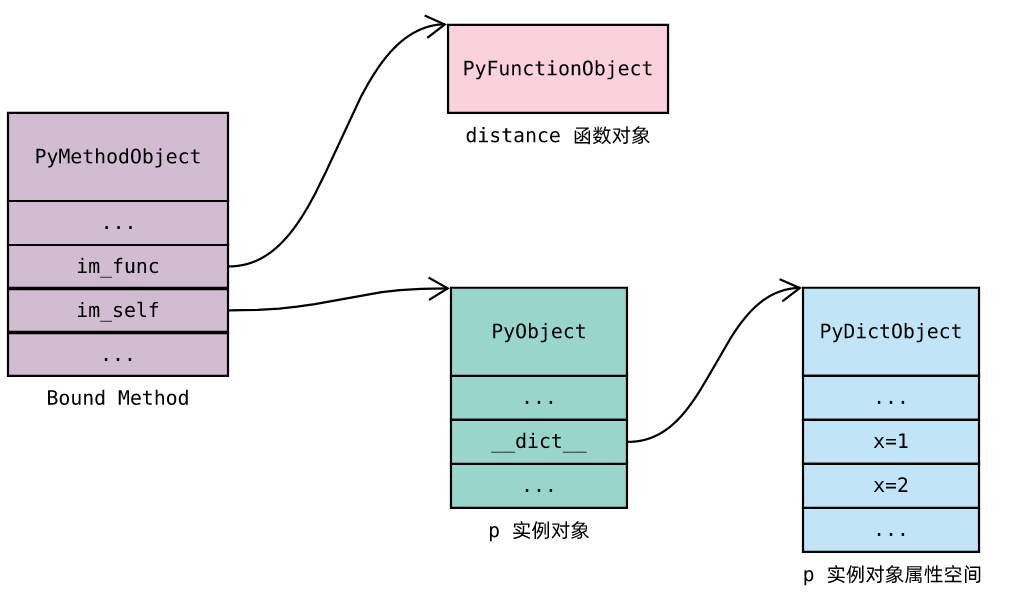 PyFunctionObject
distance 函数对象
PyMethodObject
...
im_func
im_self
...
Bound Method
PyObject
...
__dict__
...
p 实例对象
PyDictObject
...
x=1
x=2
...
p 实例对象属性空间